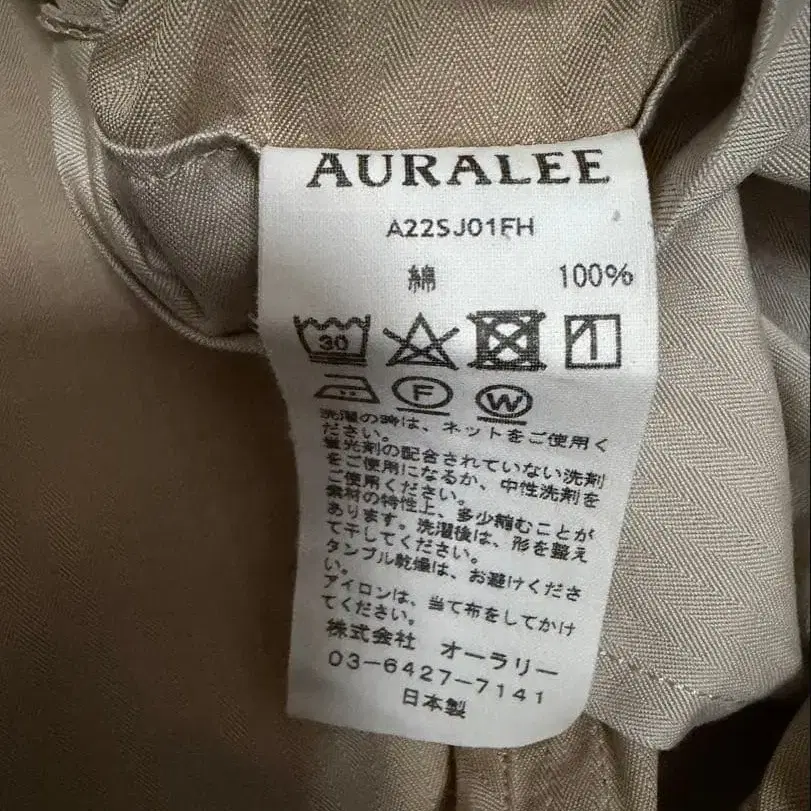 AURALEE
A22SJ01FH
綿 100%
30
F W
洗濯の時は、ネットをご使用く
ださい。
蛍光剤の配合されていない洗剤
をご使用になるか、中性洗剤を
ご使用ください。
素材の特性上、多少縮むことが
あります。洗濯後は、形を整え
て干してください。
タンブル乾燥は、お避けくださ
い。
アイロンは、当て布をしてかけ
てください。
株式会社 オーラリー
03-6427-7141
日本製